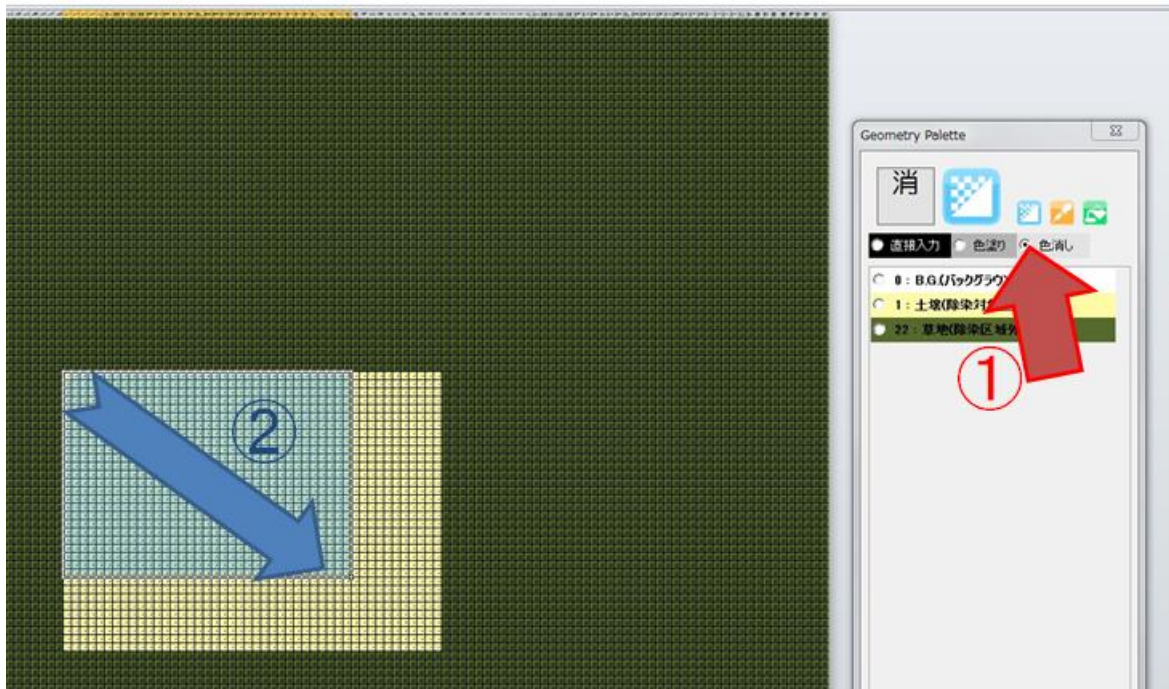 Geometry Palette
消
直接入力 色塗り 色消し
0 : B.G.(バックグラウン
1 : 土壌(除染対象
22 : 草地(除染区域外
①
②